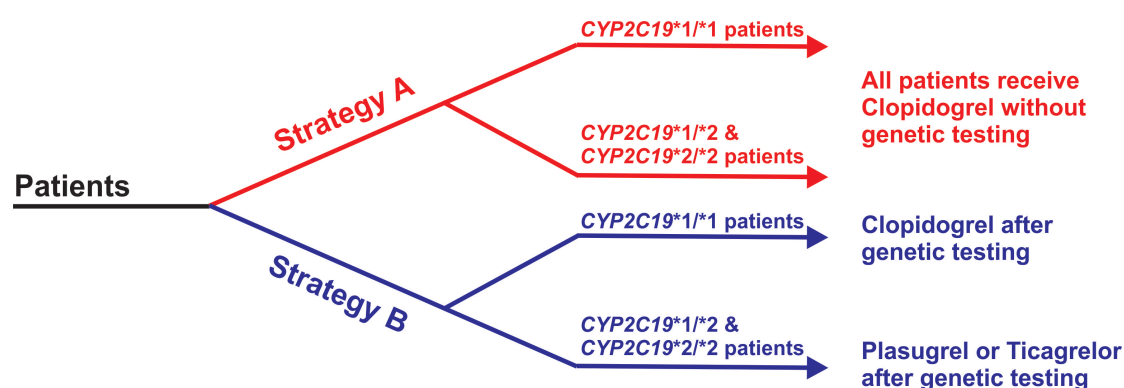 CYP2C19*1/*1 patients
Strategy A
All patients receive
Clopidogrel without
genetic testing
CYP2C19*1/*2 &
CYP2C19*2/*2 patients
Patients
CYP2C19*1/*1 patients
Clopidogrel after
genetic testing
Strategy B
CYP2C19*1/*2 &
CYP2C19*2/*2 patients
Plasugrel or Ticagrelor
after genetic testing